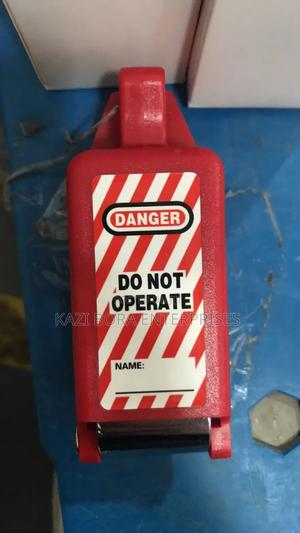 DANGER
DO NOT
OPERATE
KAZI BORA ENTERPRISES
NAME: